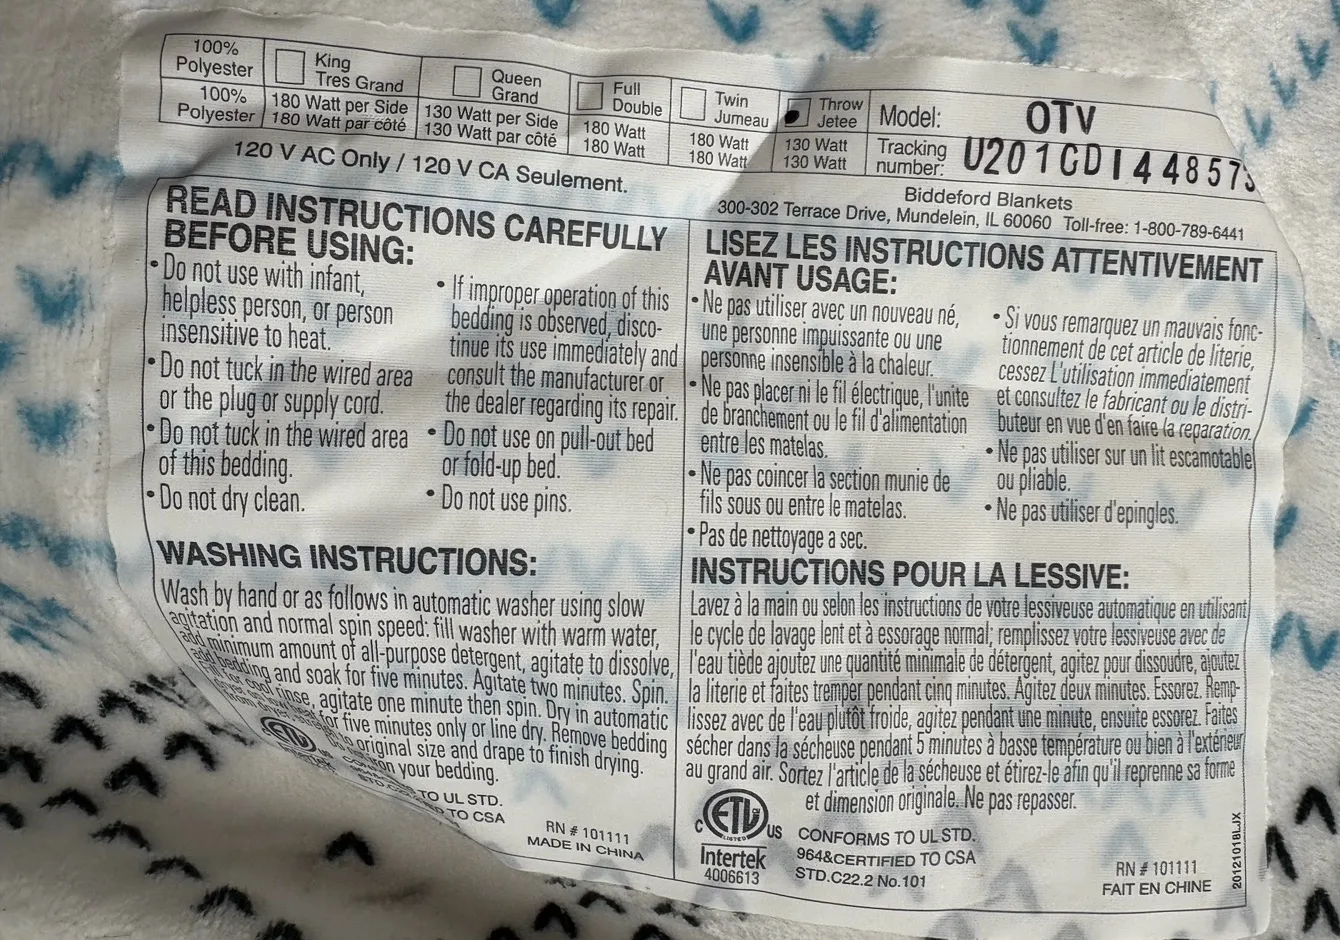 100% Polyester
King
Tres Grand
Queen
Grand
Full
Double
Twin
Jumeau
Throw
Jetee
Model: OTV
100% Polyester
180 Watt per Side
180 Watt par côté
130 Watt per Side
130 Watt par côté
180 Watt
180 Watt
180 Watt
180 Watt
130 Watt
130 Watt
Tracking number: U201CDI448573
120 V AC Only / 120 V CA Seulement.
Biddeford Blankets
300-302 Terrace Drive, Mundelein, IL 60060 Toll-free: 1-800-789-6441
READ INSTRUCTIONS CAREFULLY
BEFORE USING:
• Do not use with infant,
helpless person, or person
insensitive to heat.
• Do not tuck in the wired area
or the plug or supply cord.
• Do not tuck in the wired area
of this bedding.
• Do not dry clean.
• If improper operation of this
bedding is observed, disco-
tinue its use immediately and
consult the manufacturer or
the dealer regarding its repair.
• Do not use on pull-out bed
or fold-up bed.
• Do not use pins.
WASHING INSTRUCTIONS:
Wash by hand or as follows in automatic washer using slow
agitation and normal spin speed: fill washer with warm water,
add minimum amount of all-purpose detergent, agitate to dissolve,
add bedding and soak for five minutes. Agitate two minutes. Spin.
for cool rinse, agitate one minute then spin. Dry in automatic
for five minutes only or line dry. Remove bedding
to original size and drape to finish drying.
iron your bedding.
ETL
Intertek
TO UL STD.
TO CSA
RN # 101111
MADE IN CHINA
LISEZ LES INSTRUCTIONS ATTENTIVEMENT
AVANT USAGE:
• Ne pas utiliser avec un nouveau né,
une personne impuissante ou une
personne insensible à la chaleur.
• Ne pas placer ni le fil électrique, l'unite
de branchement ou le fil d'alimentation
entre les matelas.
• Ne pas coincer la section munie de
fils sous ou entre le matelas.
• Pas de nettoyage a sec.
• Si vous remarquez un mauvais fonc-
tionnement de cet article de literie,
cessez L'utilisation immediatement
et consultez le fabricant ou le distri-
buteur en vue d'en faire la reparation.
• Ne pas utiliser sur un lit escamotable
ou pliable.
• Ne pas utiliser d'epingles.
INSTRUCTIONS POUR LA LESSIVE:
Lavez à la main ou selon les instructions de votre lessiveuse automatique en utilisant
le cycle de lavage lent et à essorage normal; remplissez votre lessiveuse avec de
l'eau tiède ajoutez une quantité minimale de détergent, agitez pour dissoudre, ajoutez
la literie et faites tremper pendant cinq minutes. Agitez deux minutes. Essorez. Remp-
lissez avec de l'eau plutôt froide, agitez pendant une minute, ensuite essorez. Faites
sécher dans la sécheuse pendant 5 minutes à basse température ou bien à l'extérieur
au grand air. Sortez l'article de la sécheuse et étirez-le afin qu'il reprenne sa forme
et dimension originale. Ne pas repasser.
C ETL US
LISTED
Intertek
4006613
CONFORMS TO UL STD.
964&CERTIFIED TO CSA
STD.C22.2 No.101
RN # 101111
FAIT EN CHINE
20121018LJX